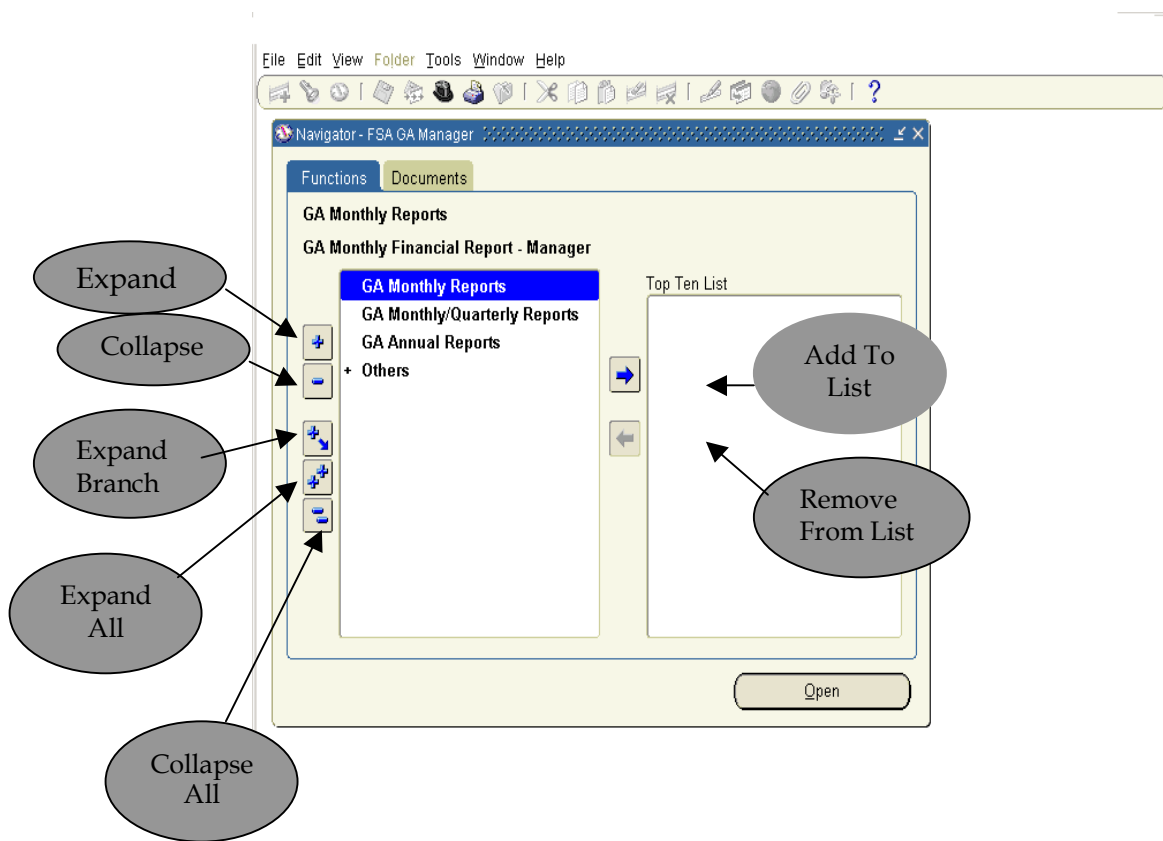 File Edit View Folder Tools Window Help
Navigator - FSA GA Manager
Functions Documents
GA Monthly Reports
GA Monthly Financial Report - Manager
GA Monthly Reports
GA Monthly/Quarterly Reports
GA Annual Reports
+ Others
Top Ten List
Open
Expand
Collapse
Expand
Branch
Expand
All
Collapse
All
Add To
List
Remove
From List